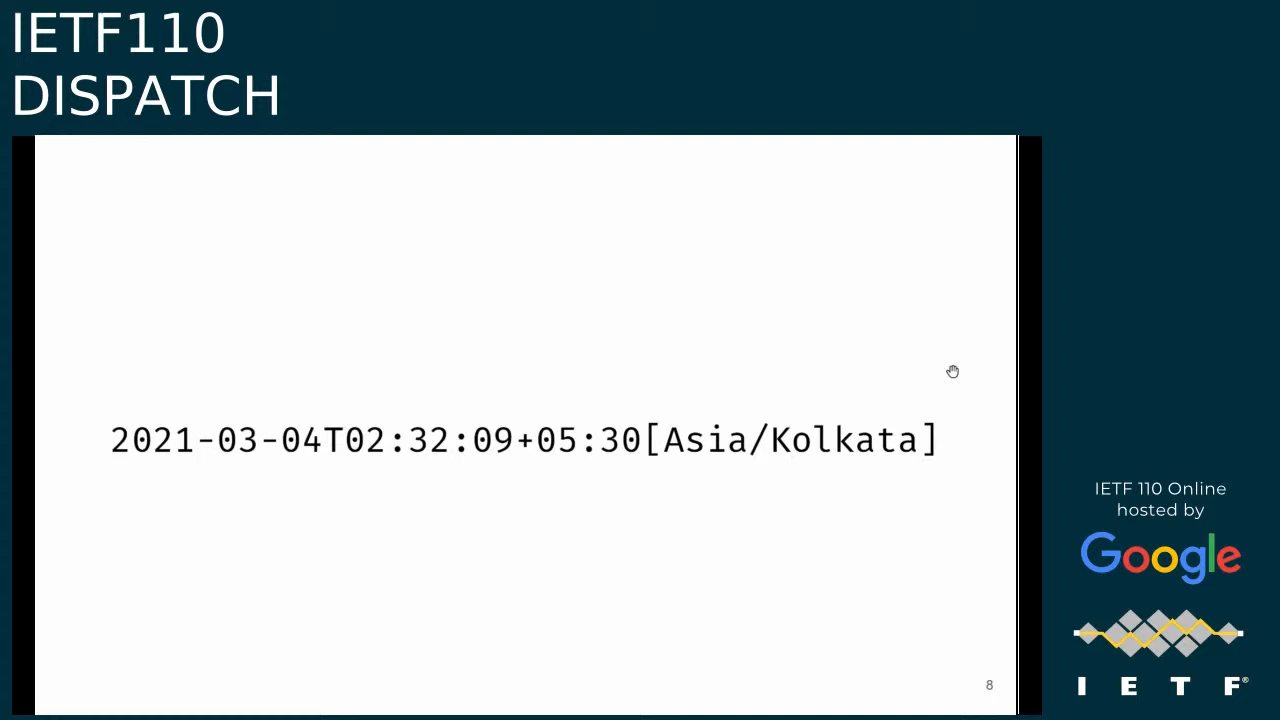 IETF110
DISPATCH
2021-03-04T02:32:09+05:30[Asia/Kolkata]
8
IETF 110 Online
hosted by
Google
I E T F®